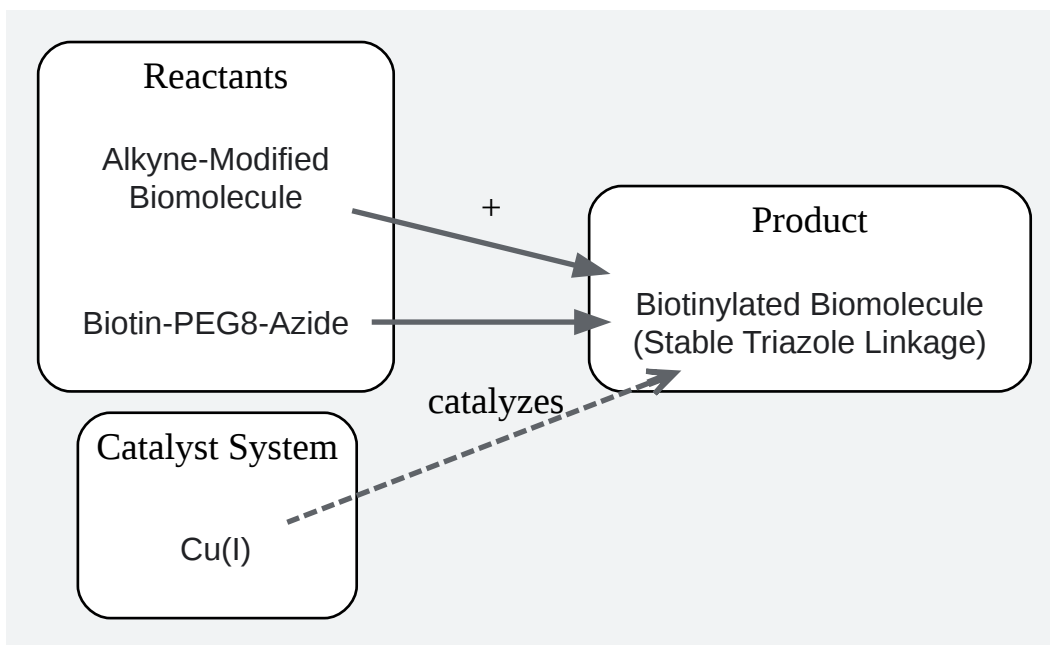 Reactants
Alkyne-Modified
Biomolecule
Biotin-PEG8-Azide
+
Product
Biotinylated Biomolecule
(Stable Triazole Linkage)
catalyzes
Catalyst System
Cu(I)